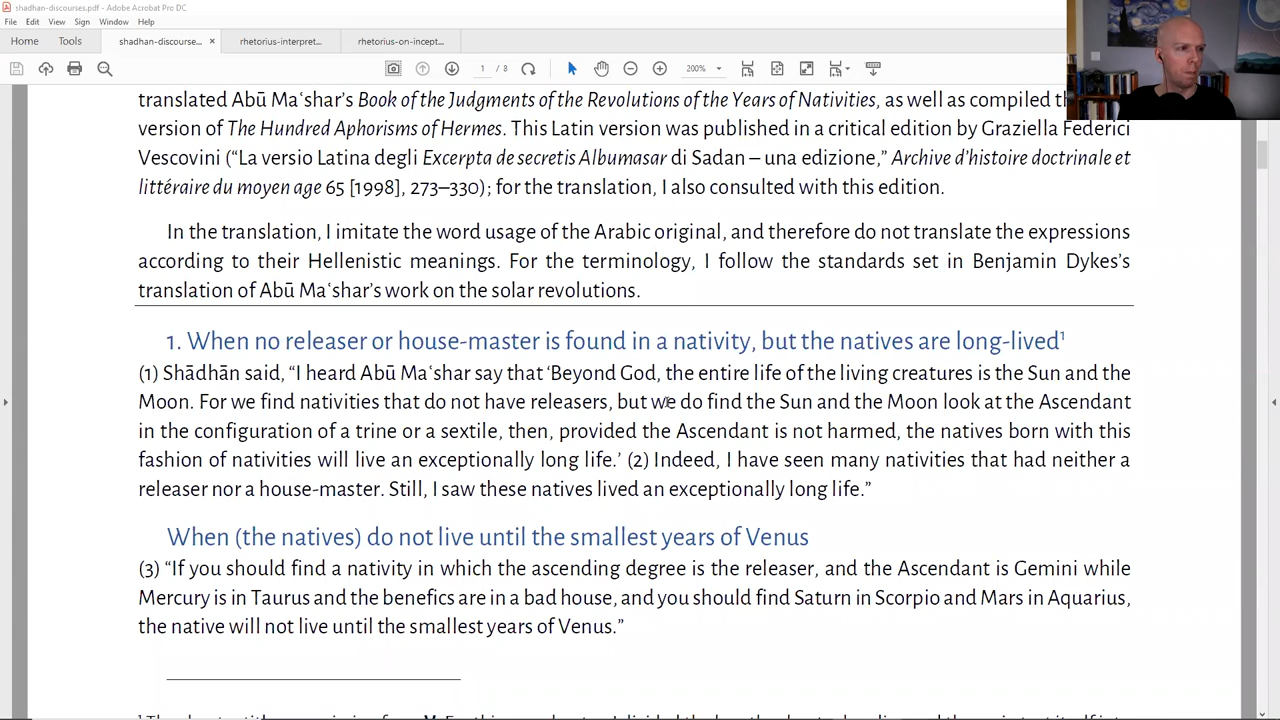 shadhan-discourses.pdf - Adobe Acrobat Pro DC
File Edit View Sign Window Help
Home Tools shadhan-discourse... × rhetorius-interpret... rhetorius-on-incept...
1 / 8 200%
translated Abū Maʿshar’s Book of the Judgments of the Revolutions of the Years of Nativities, as well as compiled
version of The Hundred Aphorisms of Hermes. This Latin version was published in a critical edition by Graziella Federici
Vescovini (“La versio Latina degli Excerpta de secretis Albumasar di Sadan – una edizione,” Archive d’histoire doctrinale et
littéraire du moyen age 65 [1998], 273–330); for the translation, I also consulted with this edition.
In the translation, I imitate the word usage of the Arabic original, and therefore do not translate the expressions
according to their Hellenistic meanings. For the terminology, I follow the standards set in Benjamin Dykes’s
translation of Abū Maʿshar’s work on the solar revolutions.
1. When no releaser or house-master is found in a nativity, but the natives are long-lived¹
(1) Shādhān said, “I heard Abū Maʿshar say that ‘Beyond God, the entire life of the living creatures is the Sun and the
Moon. For we find nativities that do not have releasers, but we do find the Sun and the Moon look at the Ascendant
in the configuration of a trine or a sextile, then, provided the Ascendant is not harmed, the natives born with this
fashion of nativities will live an exceptionally long life.’ (2) Indeed, I have seen many nativities that had neither a
releaser nor a house-master. Still, I saw these natives lived an exceptionally long life.”
When (the natives) do not live until the smallest years of Venus
(3) “If you should find a nativity in which the ascending degree is the releaser, and the Ascendant is Gemini while
Mercury is in Taurus and the benefics are in a bad house, and you should find Saturn in Scorpio and Mars in Aquarius,
the native will not live until the smallest years of Venus.”